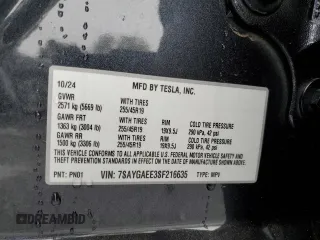 10/24 MFD BY TESLA, INC.
GVWR
2571 kg (5669 lb) WITH TIRES 255/45R19
GAWR FRT WITH TIRES RIM COLD TIRE PRESSURE
1363 kg (3004 lb) 255/45R19 19X9.5J 290 kPa, 42 psi
GAWR RR WITH TIRES RIM COLD TIRE PRESSURE
1500 kg (3306 lb) 255/45R19 19X9.5J 290 kPa, 42 psi
THIS VEHICLE CONFORMS TO ALL APPLICABLE FEDERAL MOTOR VEHICLE SAFETY AND
THEFT PREVENTION STANDARDS IN EFFECT ON THE DATE OF MANUFACTURE SHOWN ABOVE.
PNT: PN01 VIN: 7SAYGAEE3SF216635 TYPE: MPV